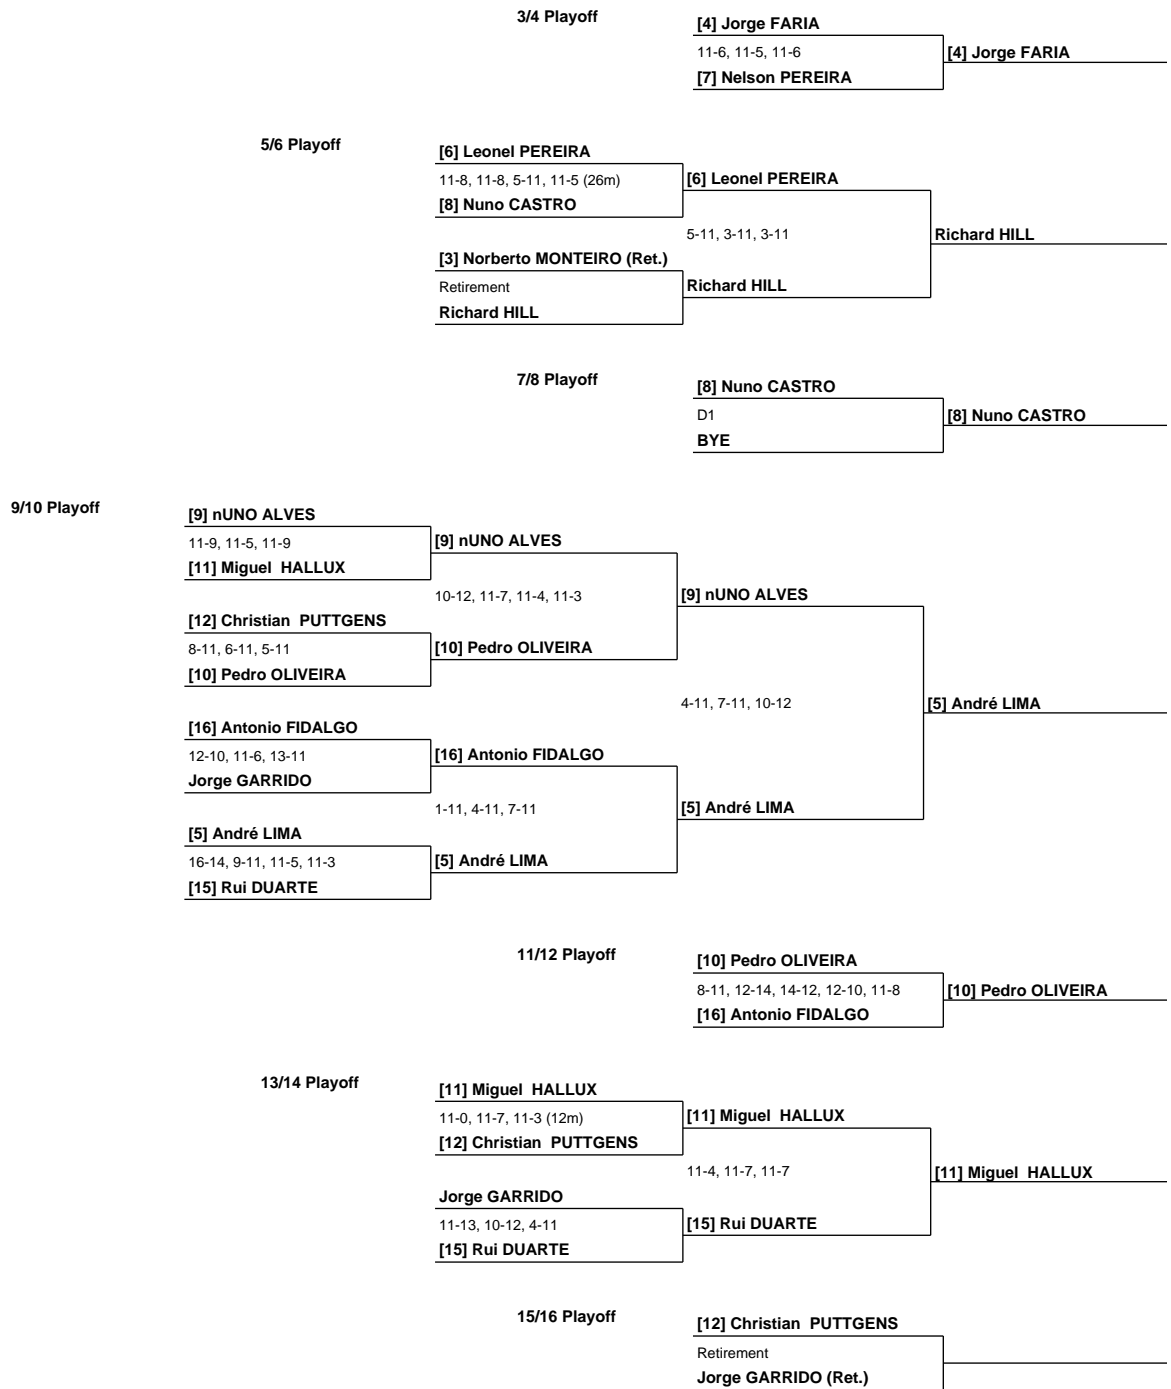 3/4 Playoff
[4] Jorge FARIA
11-6, 11-5, 11-6
[4] Jorge FARIA
[7] Nelson PEREIRA
5/6 Playoff
[6] Leonel PEREIRA
11-8, 11-8, 5-11, 11-5 (26m)
[6] Leonel PEREIRA
[8] Nuno CASTRO
5-11, 3-11, 3-11
Richard HILL
[3] Norberto MONTEIRO (Ret.)
Retirement
Richard HILL
Richard HILL
7/8 Playoff
[8] Nuno CASTRO
D1
[8] Nuno CASTRO
BYE
9/10 Playoff
[9] nUNO ALVES
11-9, 11-5, 11-9
[9] nUNO ALVES
[11] Miguel  HALLUX
10-12, 11-7, 11-4, 11-3
[9] nUNO ALVES
[12] Christian  PUTTGENS
8-11, 6-11, 5-11
[10] Pedro OLIVEIRA
[10] Pedro OLIVEIRA
4-11, 7-11, 10-12
[5] André LIMA
[16] Antonio FIDALGO
12-10, 11-6, 13-11
[16] Antonio FIDALGO
Jorge GARRIDO
1-11, 4-11, 7-11
[5] André LIMA
[5] André LIMA
16-14, 9-11, 11-5, 11-3
[5] André LIMA
[15] Rui DUARTE
11/12 Playoff
[10] Pedro OLIVEIRA
8-11, 12-14, 14-12, 12-10, 11-8
[10] Pedro OLIVEIRA
[16] Antonio FIDALGO
13/14 Playoff
[11] Miguel  HALLUX
11-0, 11-7, 11-3 (12m)
[11] Miguel  HALLUX
[12] Christian  PUTTGENS
11-4, 11-7, 11-7
[11] Miguel  HALLUX
Jorge GARRIDO
11-13, 10-12, 4-11
[15] Rui DUARTE
[15] Rui DUARTE
15/16 Playoff
[12] Christian  PUTTGENS
Retirement
Jorge GARRIDO (Ret.)